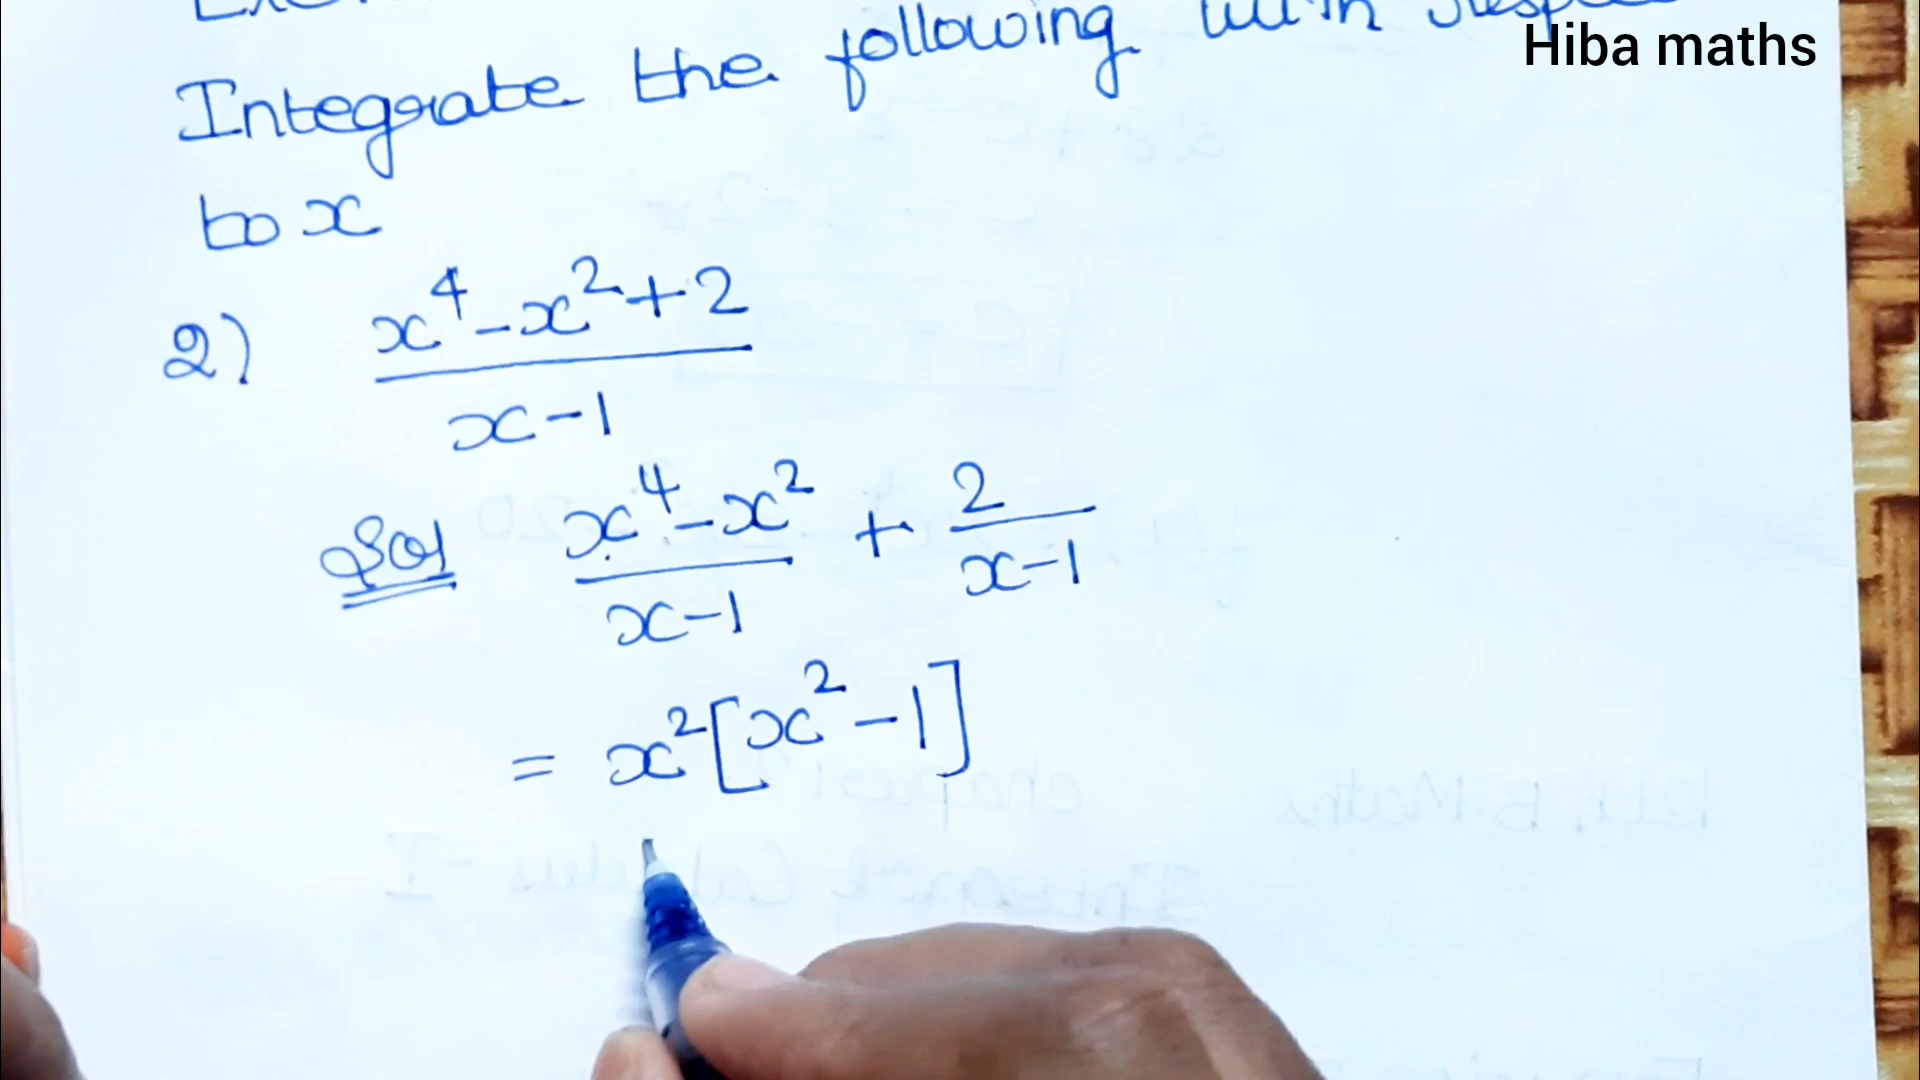 Hiba maths
Integrate the following with
to x
2) x⁴-x²+2
x-1
Sol x⁴-x² + 2
x-1 x-1
= x²[x²-1]